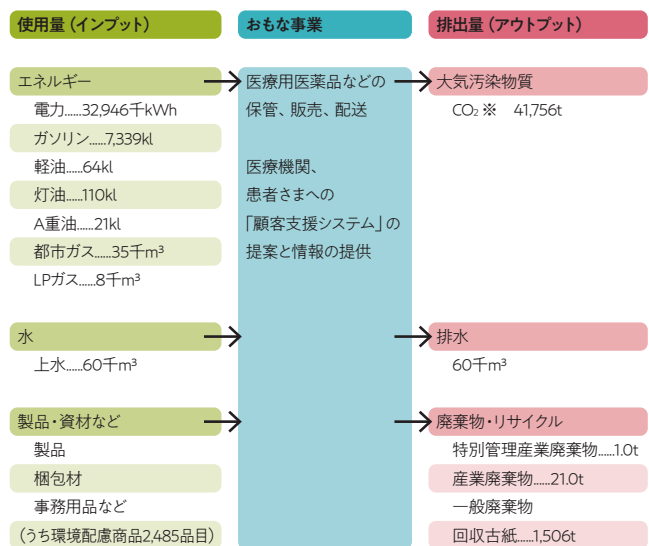 使用量（インプット）
エネルギー
電力......32,946千kWh
ガソリン......7,339kl
軽油......64kl
灯油......110kl
A重油......21kl
都市ガス......35千m³
LPガス......8千m³
水
上水......60千m³
製品・資材など
製品
梱包材
事務用品など
（うち環境配慮商品2,485品目）
おもな事業
医療用医薬品などの
保管、販売、配送
医療機関、
患者さまへの
「顧客支援システム」の
提案と情報の提供
排出量（アウトプット）
大気汚染物質
CO₂ ※ 41,756t
排水
60千m³
廃棄物・リサイクル
特別管理産業廃棄物......1.0t
産業廃棄物......21.0t
一般廃棄物
回収古紙......1,506t